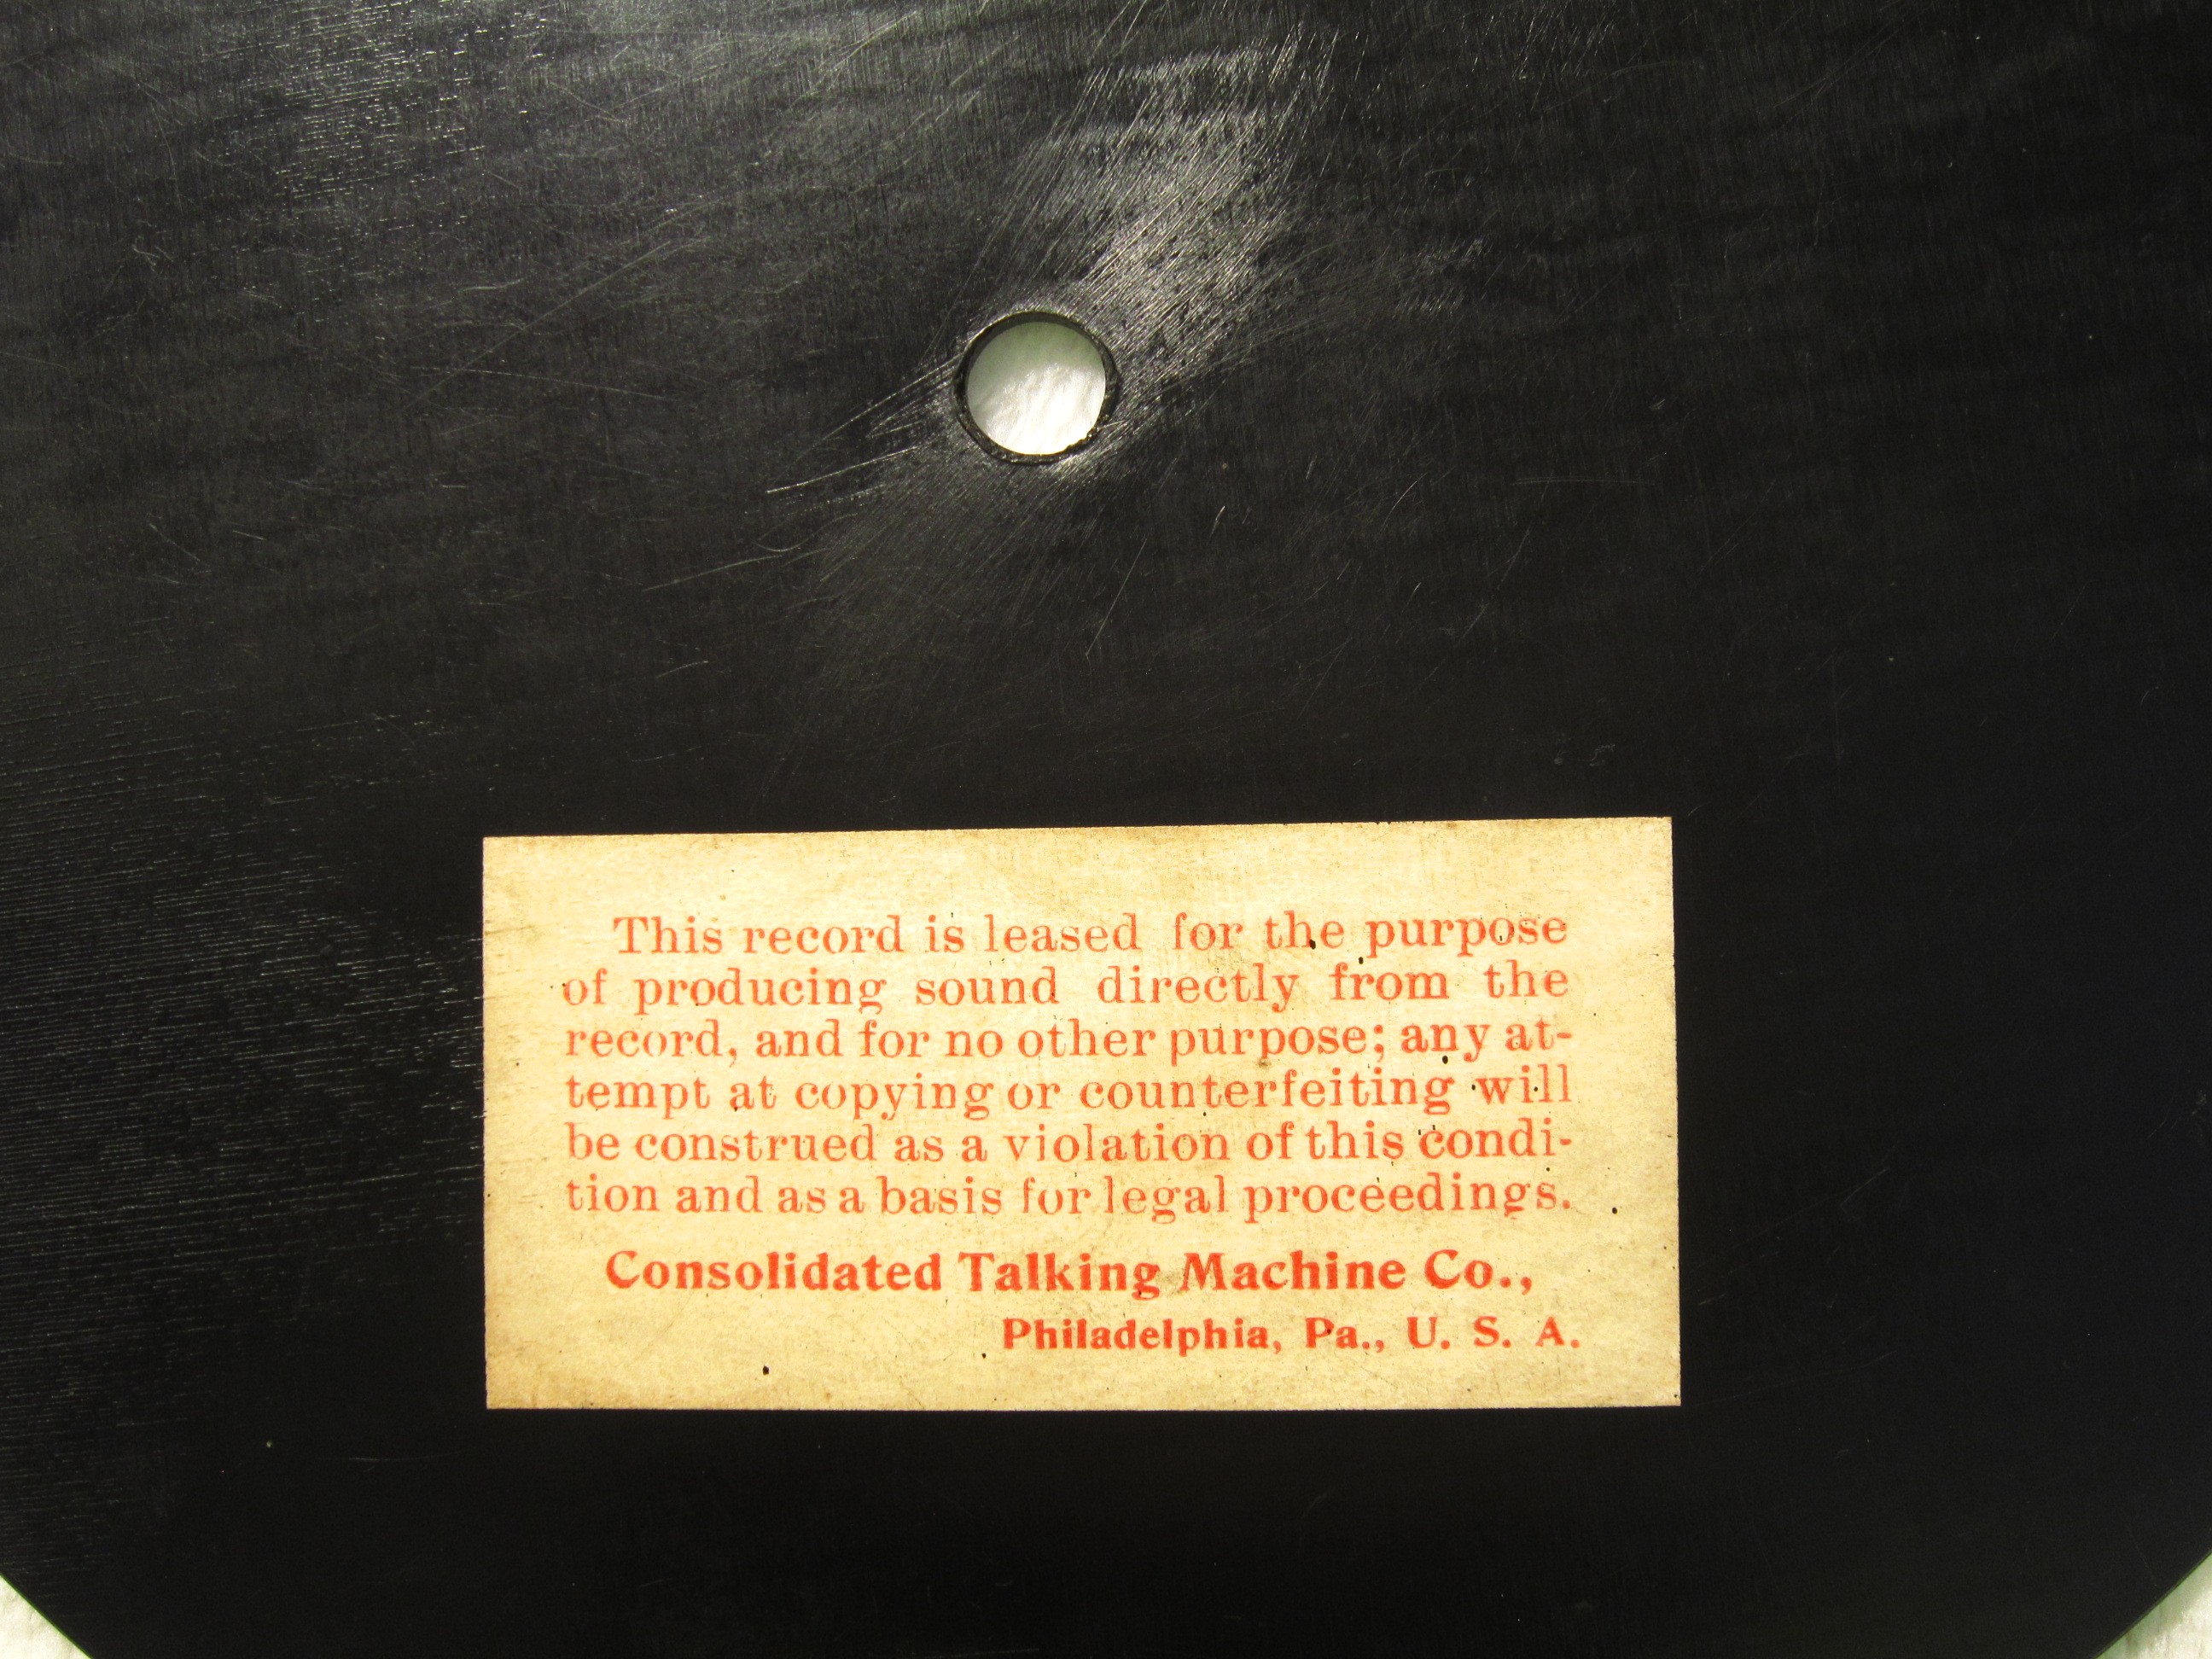 This record is leased for the purpose
of producing sound directly from the
record, and for no other purpose; any at-
tempt at copying or counterfeiting will
be construed as a violation of this condi-
tion and as a basis for legal proceedings.
Consolidated Talking Machine Co.,
Philadelphia, Pa., U. S. A.